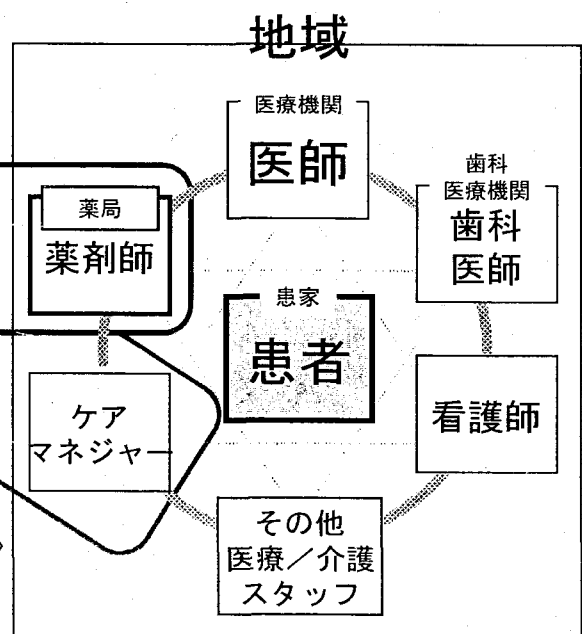 地域
医療機関
医師
歯科
医療機関
歯科
医師
薬局
薬剤師
患家
患者
看護師
ケア
マネジャー
その他
医療／介護
スタッフ